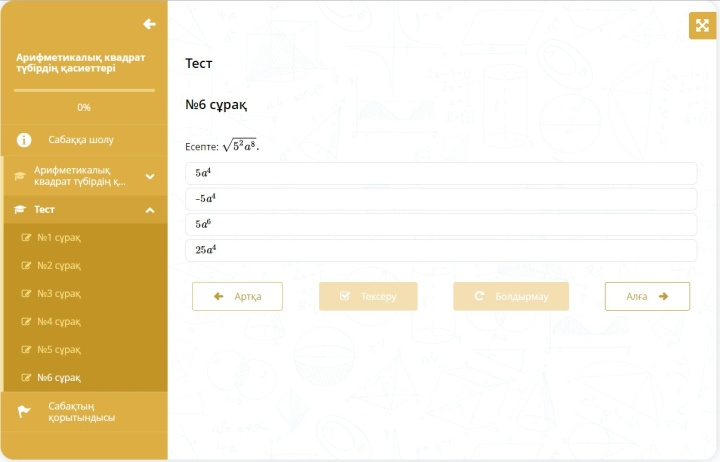 Арифметикалық квадрат
түбірдің қасиеттері
0%
Сабаққа шолу
Арифметикалық
квадрат түбірдің қ...
Тест
№1 сұрақ
№2 сұрақ
№3 сұрақ
№4 сұрақ
№5 сұрақ
№6 сұрақ
Сабақтың
қорытындысы
Тест
№6 сұрақ
Есепте: √(5²a⁸).
5a⁴
-5a⁴
5a⁶
25a⁴
Артқа
Тексеру
Болдырмау
Алға